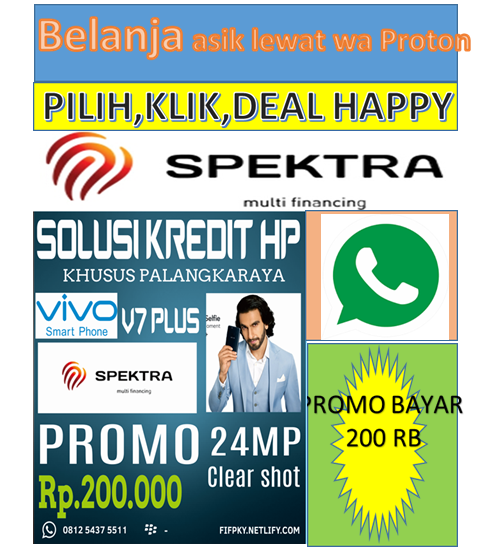 Belanja asik lewat wa Proton
PILIH,KLIK,DEAL HAPPY
SPEKTRA
multi financing
SOLUSI KREDIT HP
KHUSUS PALANGKARAYA
vivo
Smart Phone
V7 PLUS
Selfie
SPEKTRA
multi financing
PROMO
24MP
Clear shot
Rp.200.000
0812 5437 5511
-
FIFPKY.NETLIFY.COM
PROMO BAYAR
200 RB